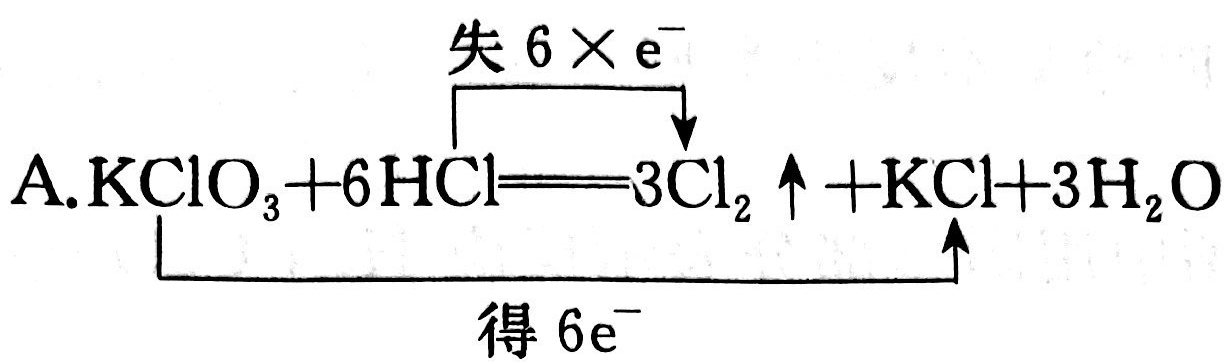 失 6 × e⁻
A.KClO₃+6HCl══3Cl₂↑+KCl+3H₂O
得 6e⁻